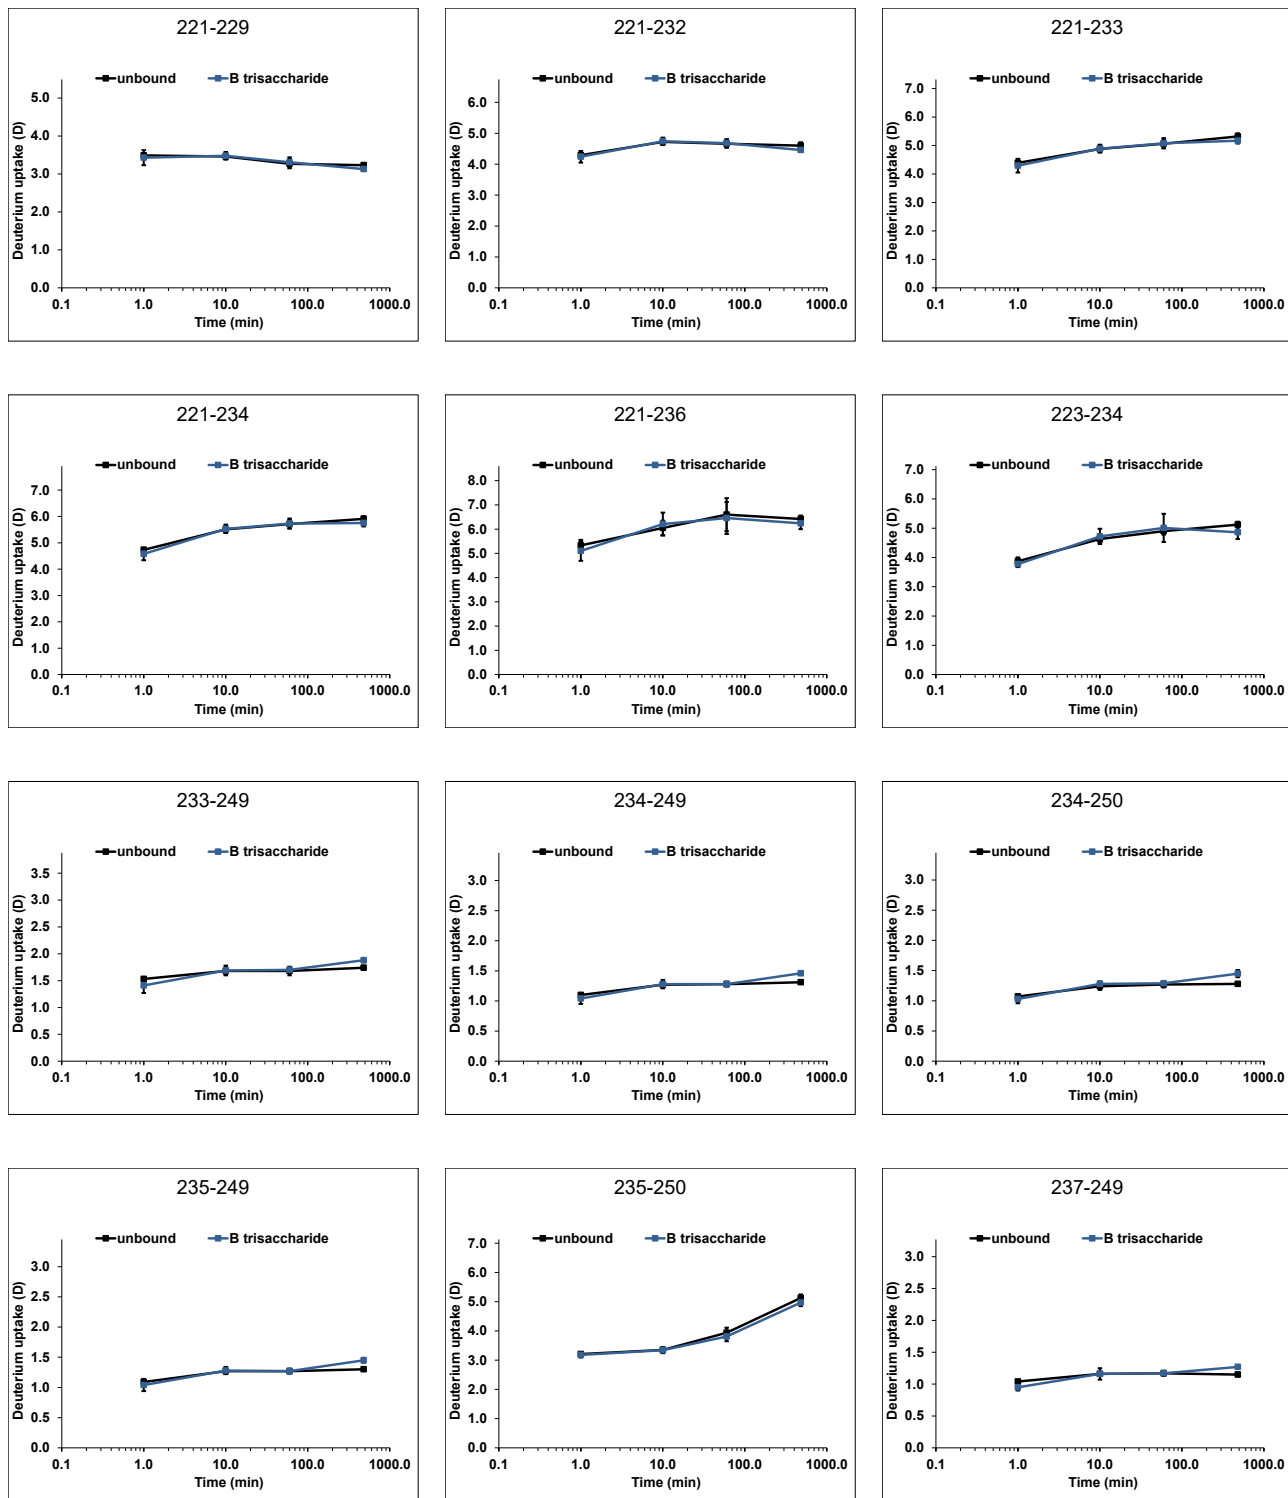 221-229
unbound B trisaccharide
Deuterium uptake (D)
5.0
4.0
3.0
2.0
1.0
0.0
0.1 1.0 10.0 100.0 1000.0
Time (min)
221-232
unbound B trisaccharide
Deuterium uptake (D)
6.0
5.0
4.0
3.0
2.0
1.0
0.0
0.1 1.0 10.0 100.0 1000.0
Time (min)
221-233
unbound B trisaccharide
Deuterium uptake (D)
7.0
6.0
5.0
4.0
3.0
2.0
1.0
0.0
0.1 1.0 10.0 100.0 1000.0
Time (min)
221-234
unbound B trisaccharide
Deuterium uptake (D)
7.0
6.0
5.0
4.0
3.0
2.0
1.0
0.0
0.1 1.0 10.0 100.0 1000.0
Time (min)
221-236
unbound B trisaccharide
Deuterium uptake (D)
8.0
7.0
6.0
5.0
4.0
3.0
2.0
1.0
0.0
0.1 1.0 10.0 100.0 1000.0
Time (min)
223-234
unbound B trisaccharide
Deuterium uptake (D)
7.0
6.0
5.0
4.0
3.0
2.0
1.0
0.0
0.1 1.0 10.0 100.0 1000.0
Time (min)
233-249
unbound B trisaccharide
Deuterium uptake (D)
3.5
3.0
2.5
2.0
1.5
1.0
0.5
0.0
0.1 1.0 10.0 100.0 1000.0
Time (min)
234-249
unbound B trisaccharide
Deuterium uptake (D)
3.0
2.5
2.0
1.5
1.0
0.5
0.0
0.1 1.0 10.0 100.0 1000.0
Time (min)
234-250
unbound B trisaccharide
Deuterium uptake (D)
3.0
2.5
2.0
1.5
1.0
0.5
0.0
0.1 1.0 10.0 100.0 1000.0
Time (min)
235-249
unbound B trisaccharide
Deuterium uptake (D)
3.0
2.5
2.0
1.5
1.0
0.5
0.0
0.1 1.0 10.0 100.0 1000.0
Time (min)
235-250
unbound B trisaccharide
Deuterium uptake (D)
7.0
6.0
5.0
4.0
3.0
2.0
1.0
0.0
0.1 1.0 10.0 100.0 1000.0
Time (min)
237-249
unbound B trisaccharide
Deuterium uptake (D)
3.0
2.5
2.0
1.5
1.0
0.5
0.0
0.1 1.0 10.0 100.0 1000.0
Time (min)